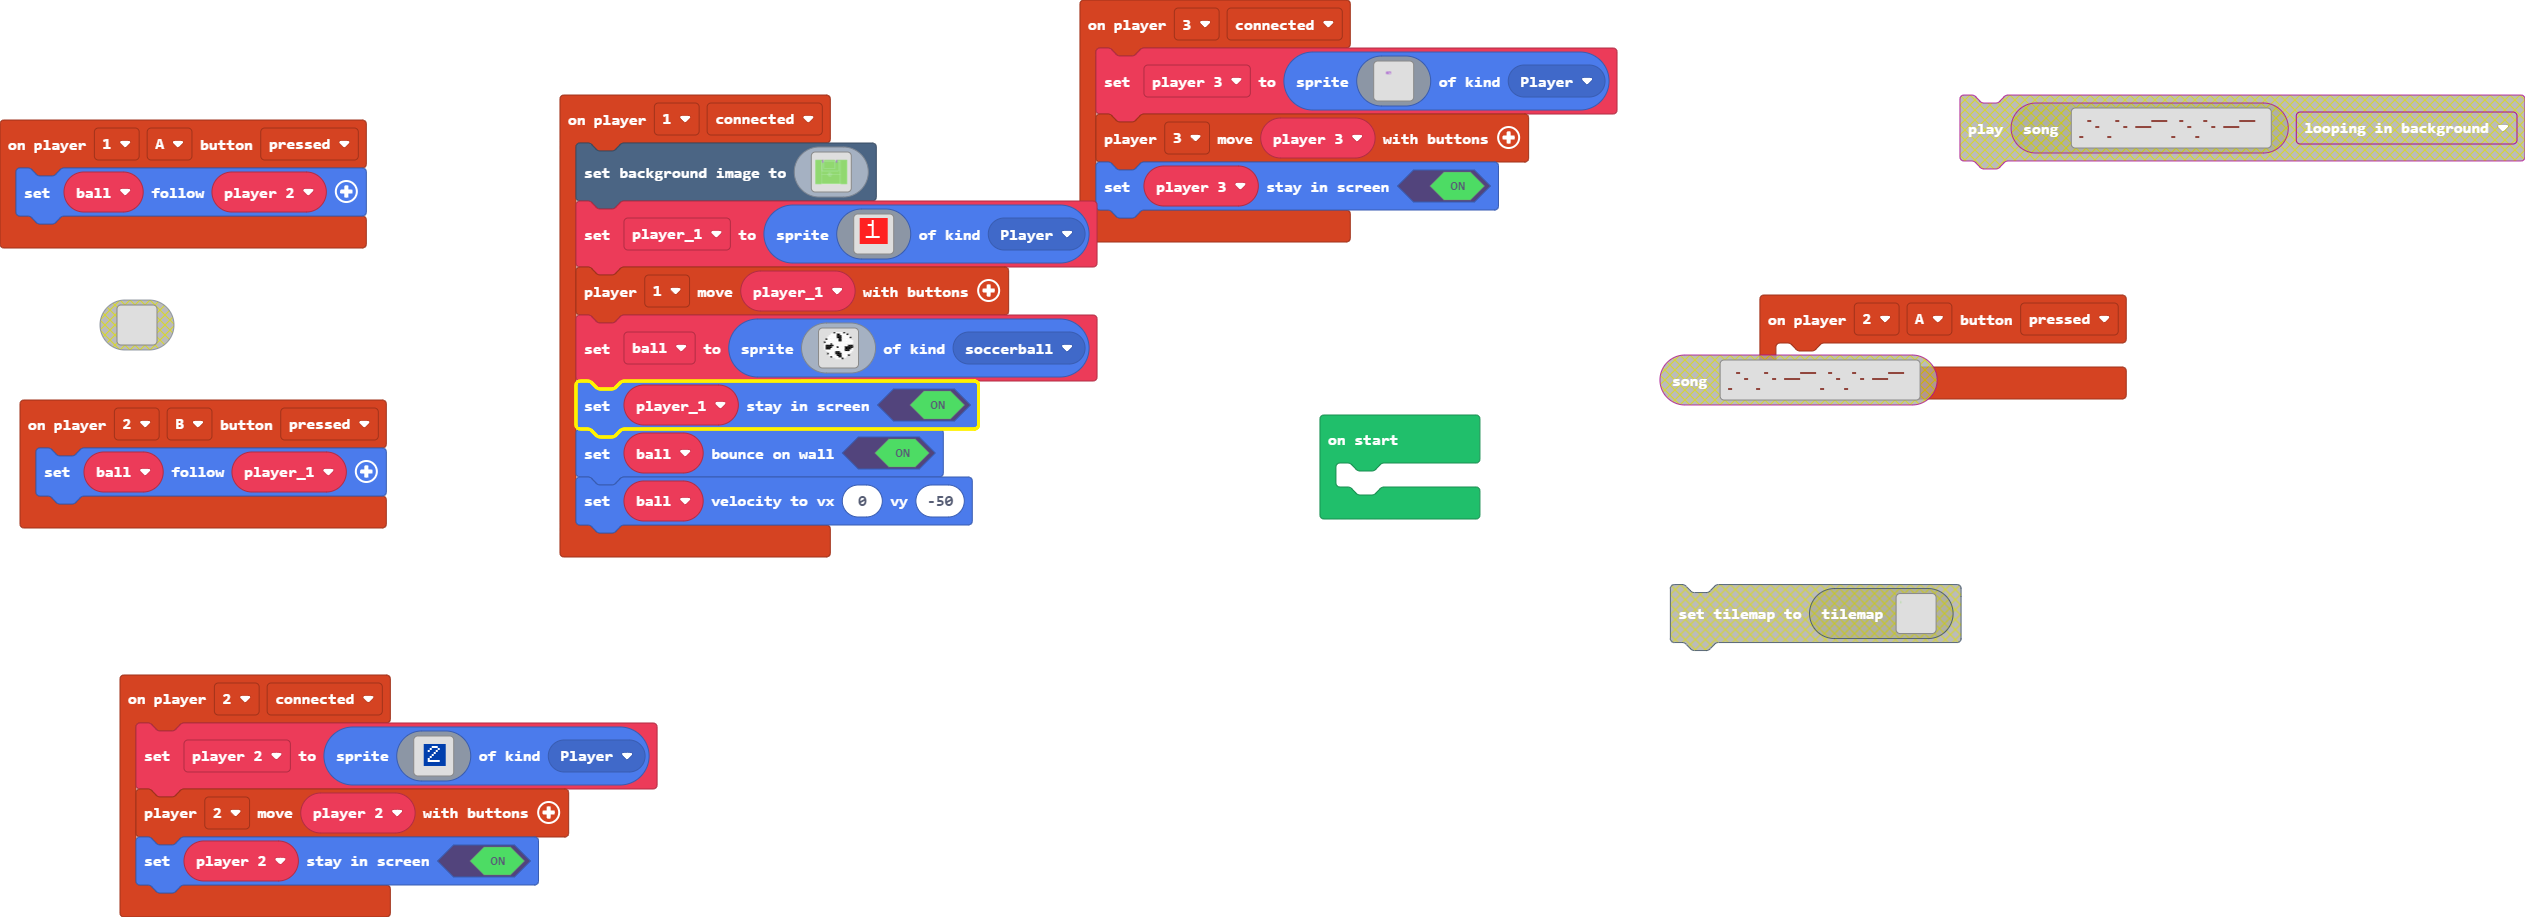 on player 1 A button pressed
set ball follow player 2
on player 2 B button pressed
set ball follow player_1
on player 2 connected
set player 2 to sprite 2 of kind Player
player 2 move player 2 with buttons
set player 2 stay in screen ON
on player 1 connected
set background image to
set player_1 to sprite 1 of kind Player
player 1 move player_1 with buttons
set ball to sprite of kind soccerball
set player_1 stay in screen ON
set ball bounce on wall ON
set ball velocity to vx 0 vy -50
on player 3 connected
set player 3 to sprite of kind Player
player 3 move player 3 with buttons
set player 3 stay in screen ON
on start
play song looping in background
on player 2 A button pressed
song
set tilemap to tilemap